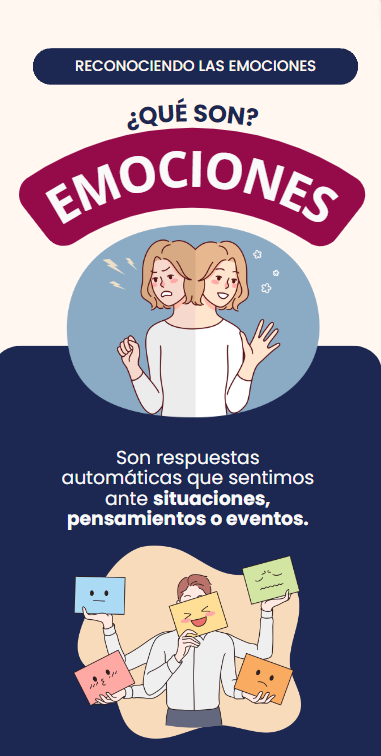 RECONOCIENDO LAS EMOCIONES
¿QUÉ SON?
EMOCIONES
Son respuestas
automáticas que sentimos
ante situaciones,
pensamientos o eventos.